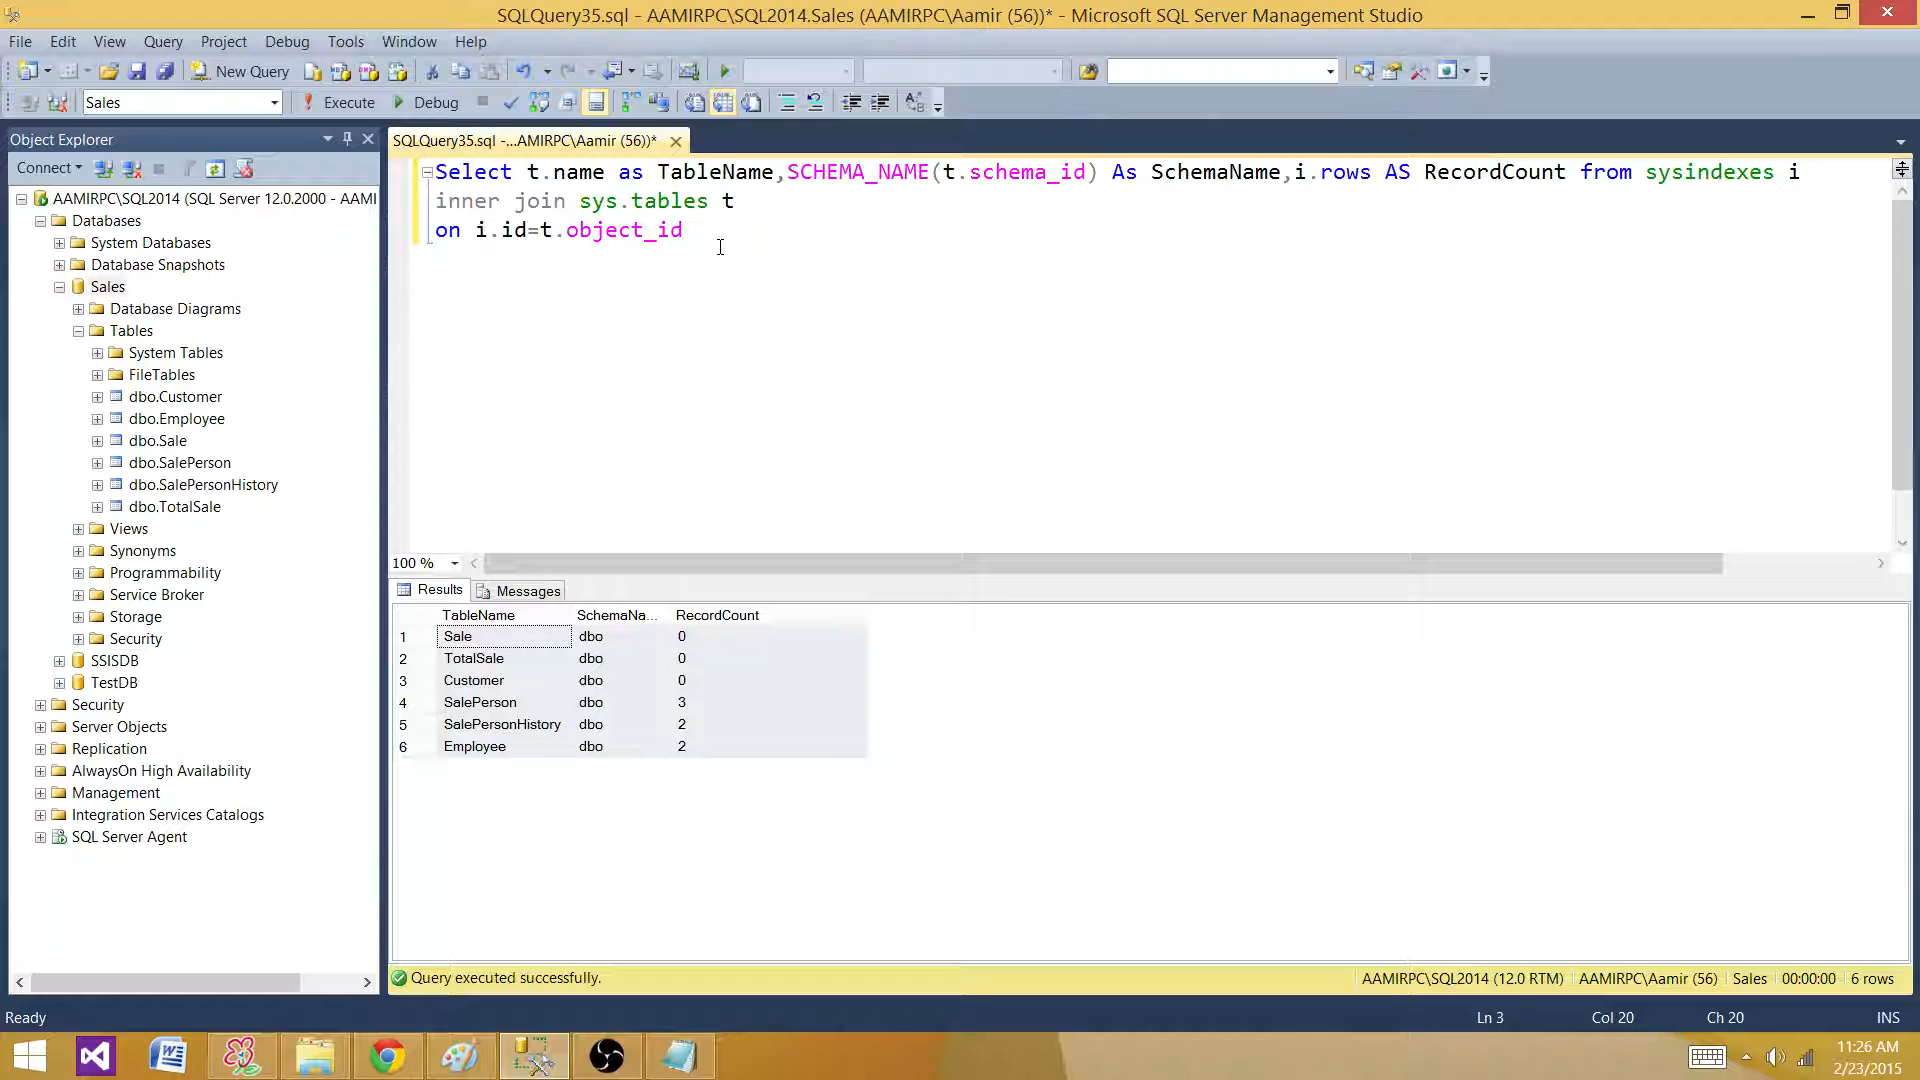 SQLQuery35.sql - AAMIRPC\SQL2014.Sales (AAMIRPC\Aamir (56))* - Microsoft SQL Server Management Studio
File Edit View Query Project Debug Tools Window Help
New Query
Sales Execute Debug
Object Explorer
Connect
AAMIRPC\SQL2014 (SQL Server 12.0.2000 - AAMI
Databases
System Databases
Database Snapshots
Sales
Database Diagrams
Tables
System Tables
FileTables
dbo.Customer
dbo.Employee
dbo.Sale
dbo.SalePerson
dbo.SalePersonHistory
dbo.TotalSale
Views
Synonyms
Programmability
Service Broker
Storage
Security
SSISDB
TestDB
Security
Server Objects
Replication
AlwaysOn High Availability
Management
Integration Services Catalogs
SQL Server Agent
SQLQuery35.sql -...AMIRPC\Aamir (56))*
Select t.name as TableName,SCHEMA_NAME(t.schema_id) As SchemaName,i.rows AS RecordCount from sysindexes i
inner join sys.tables t
on i.id=t.object_id
100 %
Results Messages
TableName SchemaNa... RecordCount
1 Sale dbo 0
2 TotalSale dbo 0
3 Customer dbo 0
4 SalePerson dbo 3
5 SalePersonHistory dbo 2
6 Employee dbo 2
Query executed successfully. AAMIRPC\SQL2014 (12.0 RTM) AAMIRPC\Aamir (56) Sales 00:00:00 6 rows
Ready Ln 3 Col 20 Ch 20 INS
11:26 AM
2/23/2015